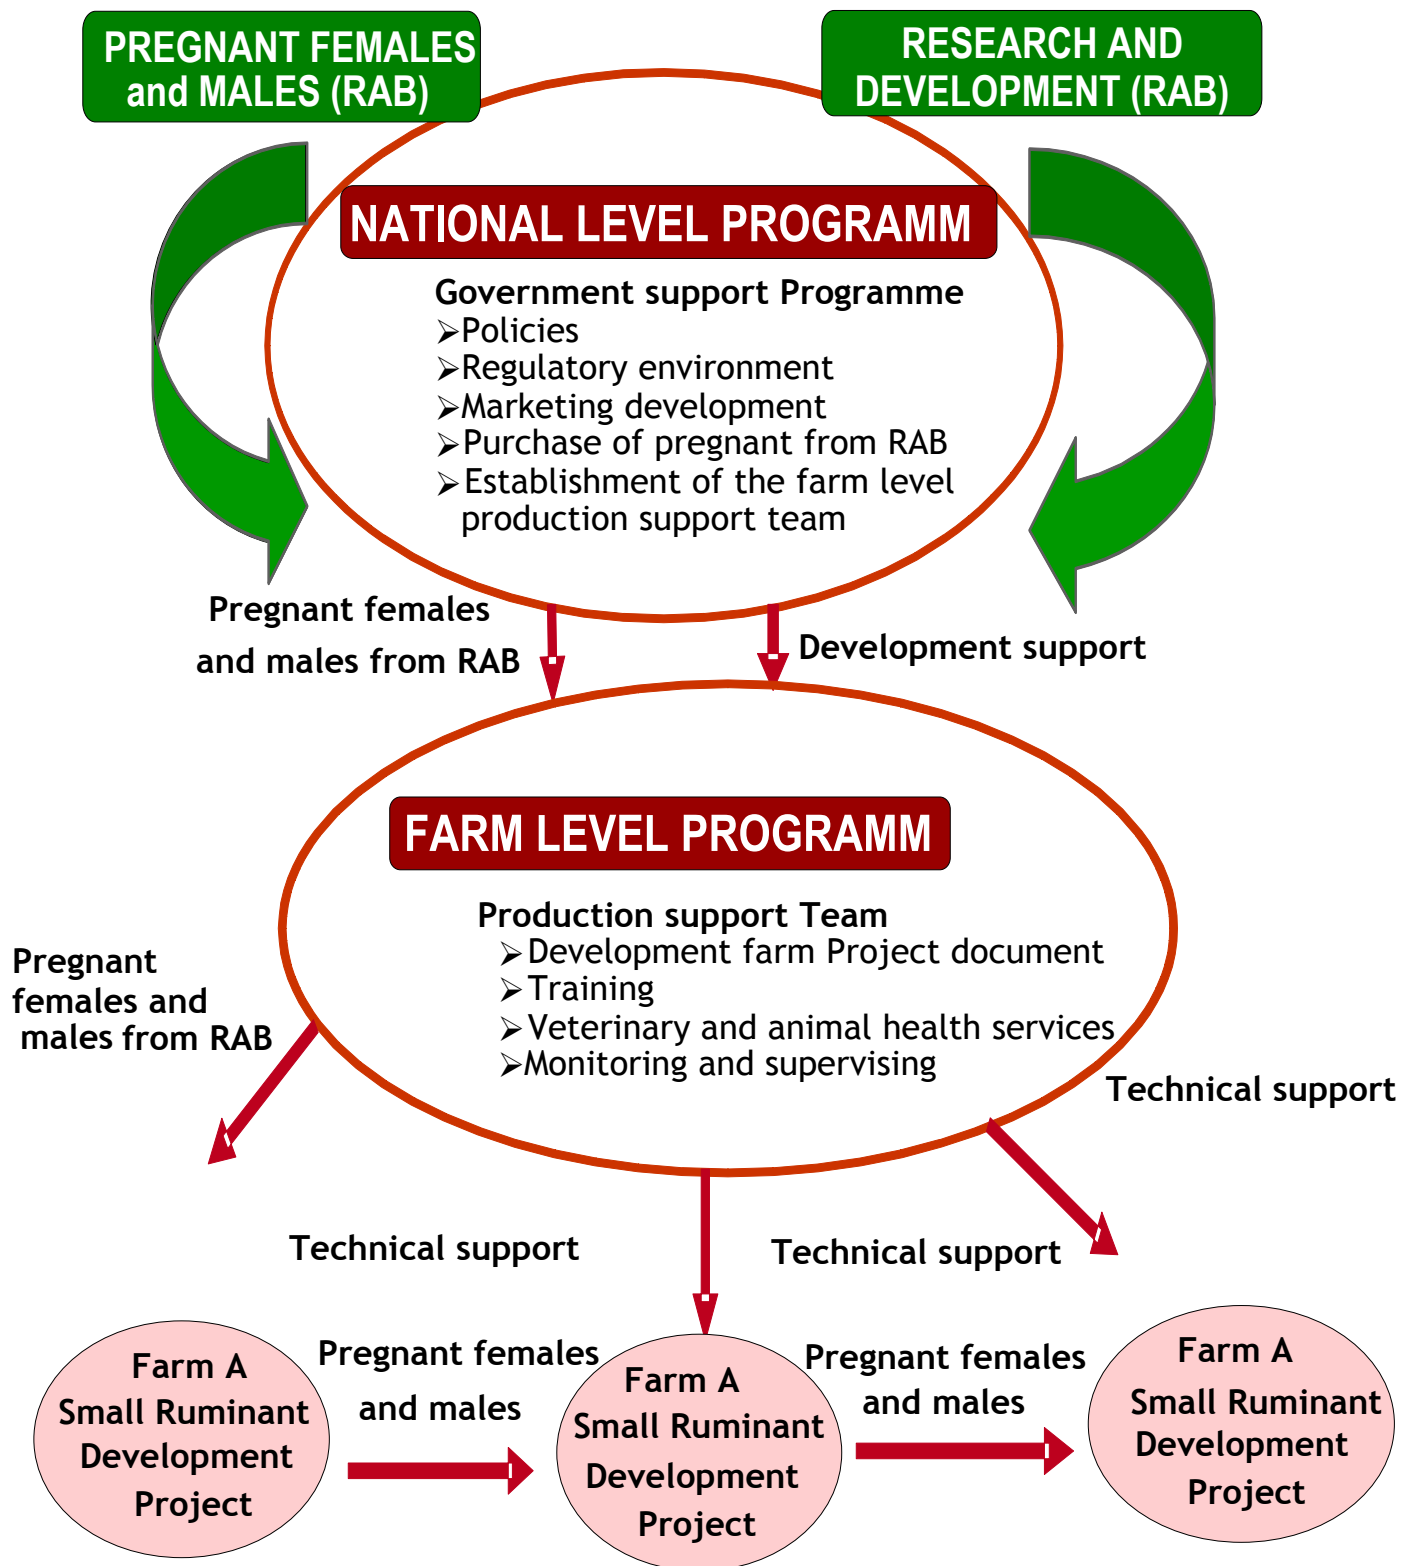 PREGNANT FEMALES
and MALES (RAB)
RESEARCH AND
DEVELOPMENT (RAB)
NATIONAL LEVEL PROGRAMM
Government support Programme
➢Policies
➢Regulatory environment
➢Marketing development
➢Purchase of pregnant from RAB
➢Establishment of the farm level
production support team
Pregnant females
and males from RAB
Development support
FARM LEVEL PROGRAMM
Production support Team
➢Development farm Project document
➢Training
➢Veterinary and animal health services
➢Monitoring and supervising
Pregnant
females and
males from RAB
Technical support
Technical support
Technical support
Farm A
Small Ruminant
Development
Project
Pregnant females
and males
Farm A
Small Ruminant
Development
Project
Pregnant females
and males
Farm A
Small Ruminant
Development
Project